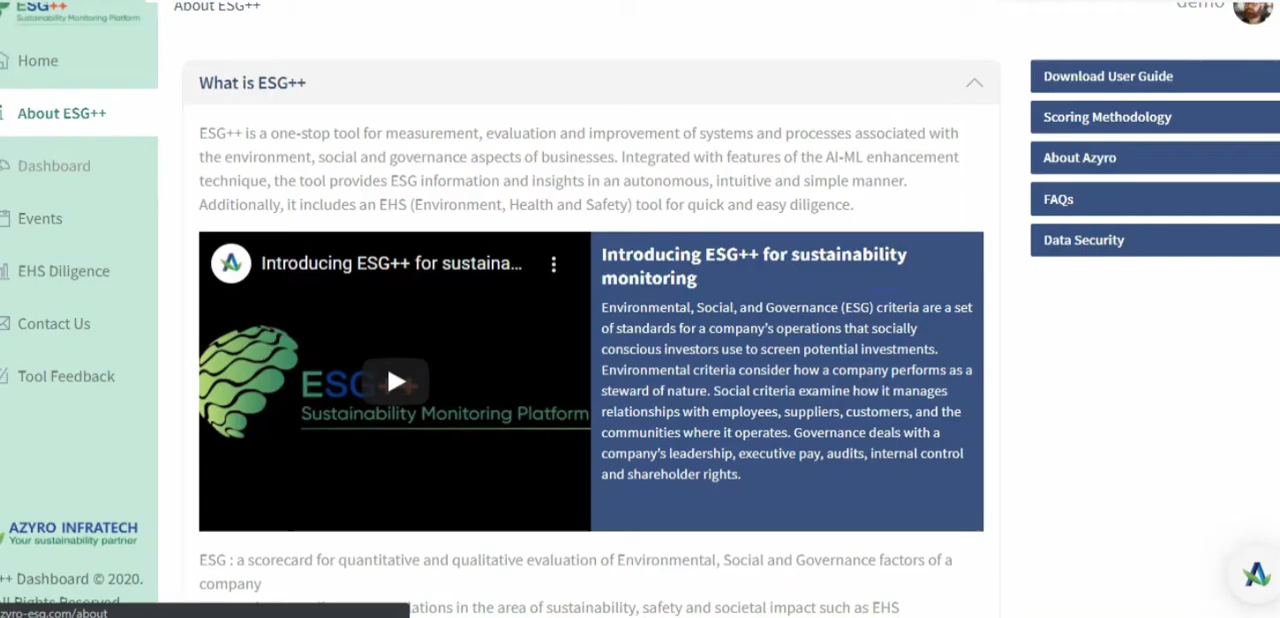 ESG++
Sustainability Monitoring Platform
Home
About ESG++
Dashboard
Events
EHS Diligence
Contact Us
Tool Feedback
AZYRO INFRATECH
Your sustainability partner
++ Dashboard © 2020.
Rights Reserved
zyro-esg.com/about
About ESG++
demo
What is ESG++
ESG++ is a one-stop tool for measurement, evaluation and improvement of systems and processes associated with
the environment, social and governance aspects of businesses. Integrated with features of the AI-ML enhancement
technique, the tool provides ESG information and insights in an autonomous, intuitive and simple manner.
Additionally, it includes an EHS (Environment, Health and Safety) tool for quick and easy diligence.
Introducing ESG++ for sustaina...
ESG++
Sustainability Monitoring Platform
Introducing ESG++ for sustainability
monitoring
Environmental, Social, and Governance (ESG) criteria are a set
of standards for a company's operations that socially
conscious investors use to screen potential investments.
Environmental criteria consider how a company performs as a
steward of nature. Social criteria examine how it manages
relationships with employees, suppliers, customers, and the
communities where it operates. Governance deals with a
company's leadership, executive pay, audits, internal control
and shareholder rights.
ESG : a scorecard for quantitative and qualitative evaluation of Environmental, Social and Governance factors of a
company
lations in the area of sustainability, safety and societal impact such as EHS
Download User Guide
Scoring Methodology
About Azyro
FAQs
Data Security